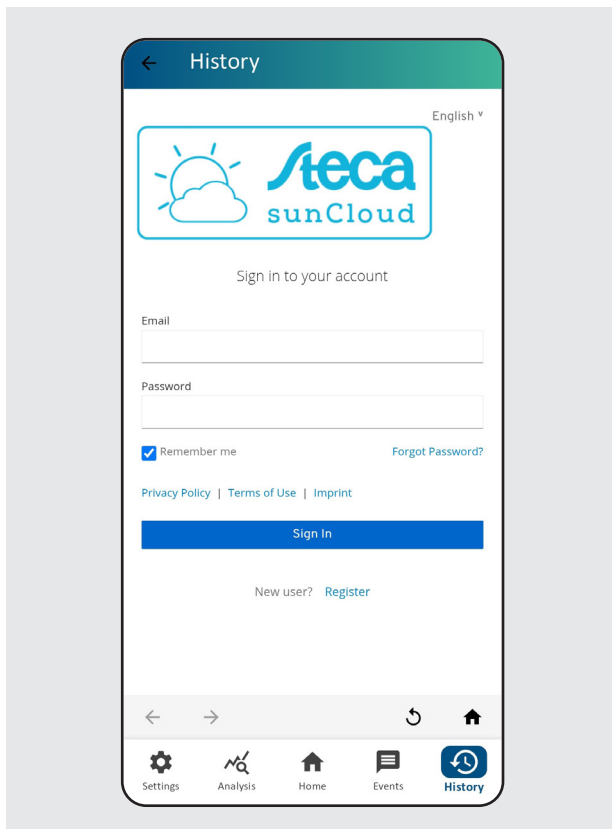 History
English
steca
sunCloud
Sign in to your account
Email
Password
Remember me Forgot Password?
Privacy Policy | Terms of Use | Imprint
Sign In
New user? Register
Settings Analysis Home Events History